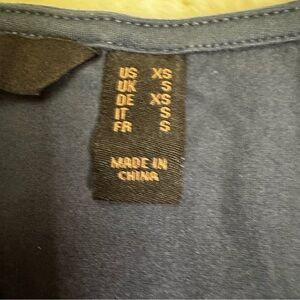 US XS
UK S
DE XS
IT S
FR S
MADE IN
CHINA